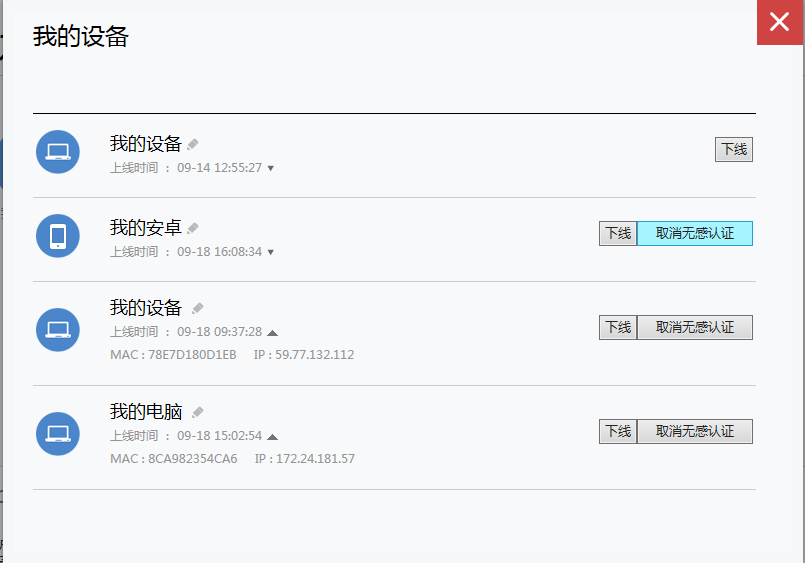 我的设备
我的设备
下线
上线时间 : 09-14 12:55:27
我的安卓
下线 取消无感认证
上线时间 : 09-18 16:08:34
我的设备
上线时间 : 09-18 09:37:28
下线 取消无感认证
MAC : 78E7D180D1EB IP : 59.77.132.112
我的电脑
上线时间 : 09-18 15:02:54
下线 取消无感认证
MAC : 8CA982354CA6 IP : 172.24.181.57